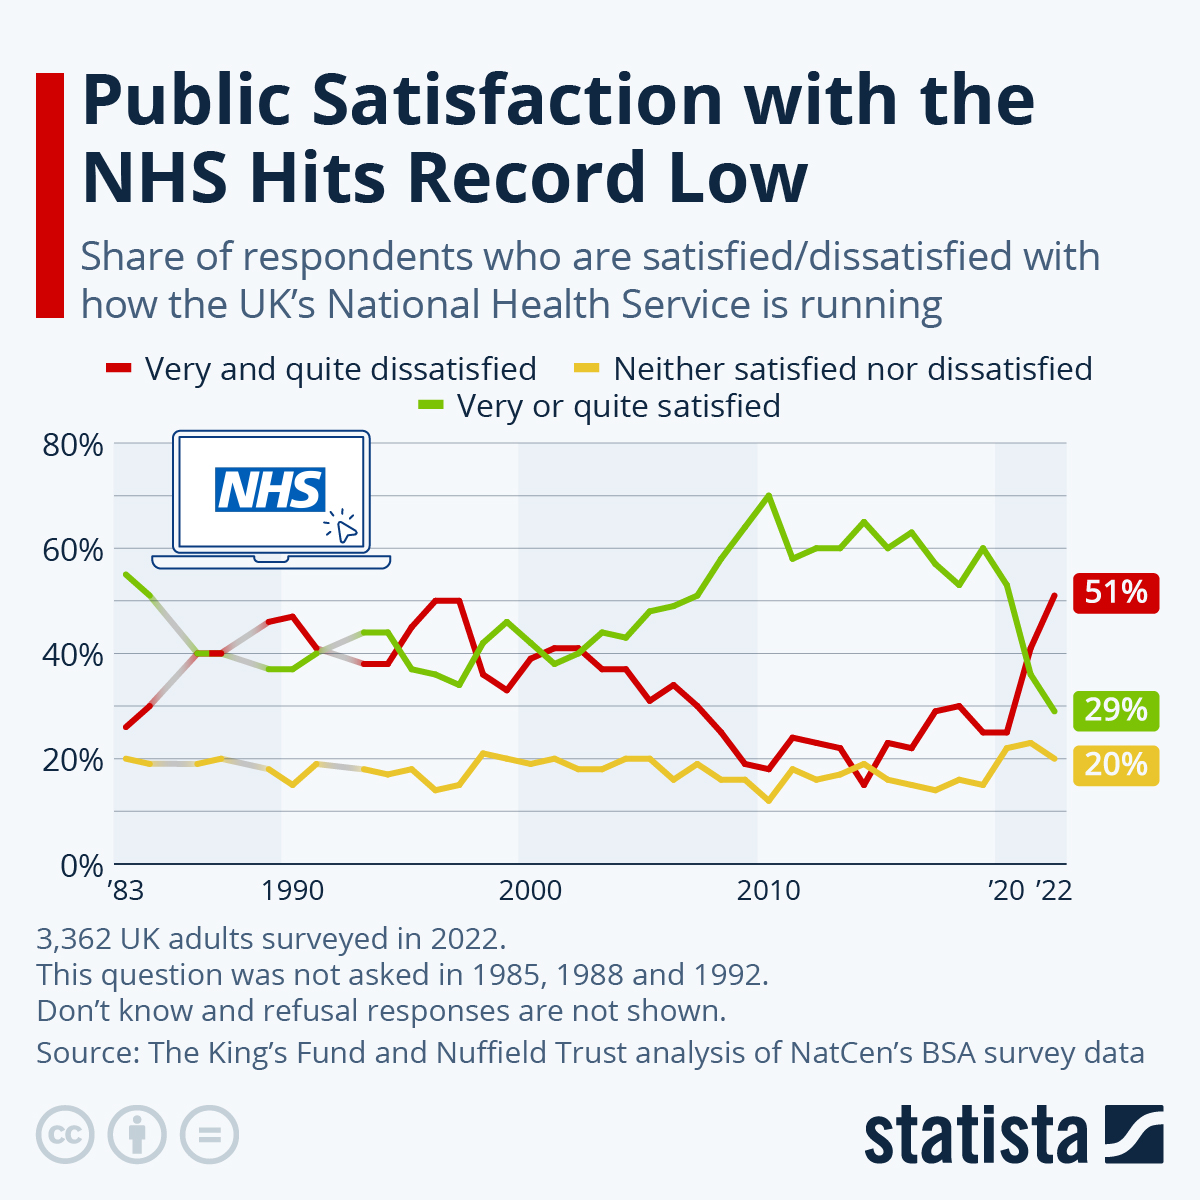 Public Satisfaction with the
NHS Hits Record Low
Share of respondents who are satisfied/dissatisfied with
how the UK’s National Health Service is running
Very and quite dissatisfied
Neither satisfied nor dissatisfied
Very or quite satisfied
NHS
80%
60%
40%
20%
0%
51%
29%
20%
’83
1990
2000
2010
’20
’22
3,362 UK adults surveyed in 2022.
This question was not asked in 1985, 1988 and 1992.
Don’t know and refusal responses are not shown.
Source: The King’s Fund and Nuffield Trust analysis of NatCen’s BSA survey data
cc
statista